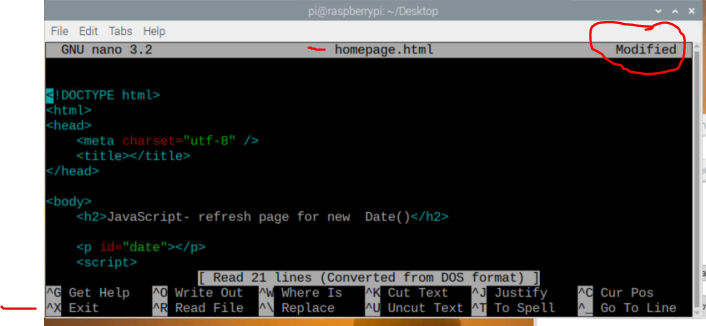 pi@raspberrypi: ~/Desktop
File Edit Tabs Help
GNU nano 3.2 homepage.html Modified
<!DOCTYPE html>
<html>
<head>
    <meta charset="utf-8" />
    <title></title>
</head>
<body>
    <h2>JavaScript- refresh page for new  Date()</h2>
    <p id="date"></p>
    <script>
[ Read 21 lines (Converted from DOS format) ]
^G Get Help ^O Write Out ^W Where Is ^K Cut Text ^J Justify ^C Cur Pos
^X Exit ^R Read File ^\ Replace ^U Uncut Text ^T To Spell ^_ Go To Line